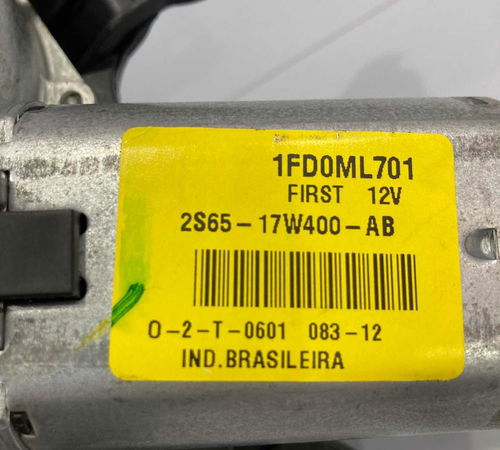 1FD0ML701
FIRST 12V
2S65-17W400-AB
0-2-T-0601 083-12
IND.BRASILEIRA